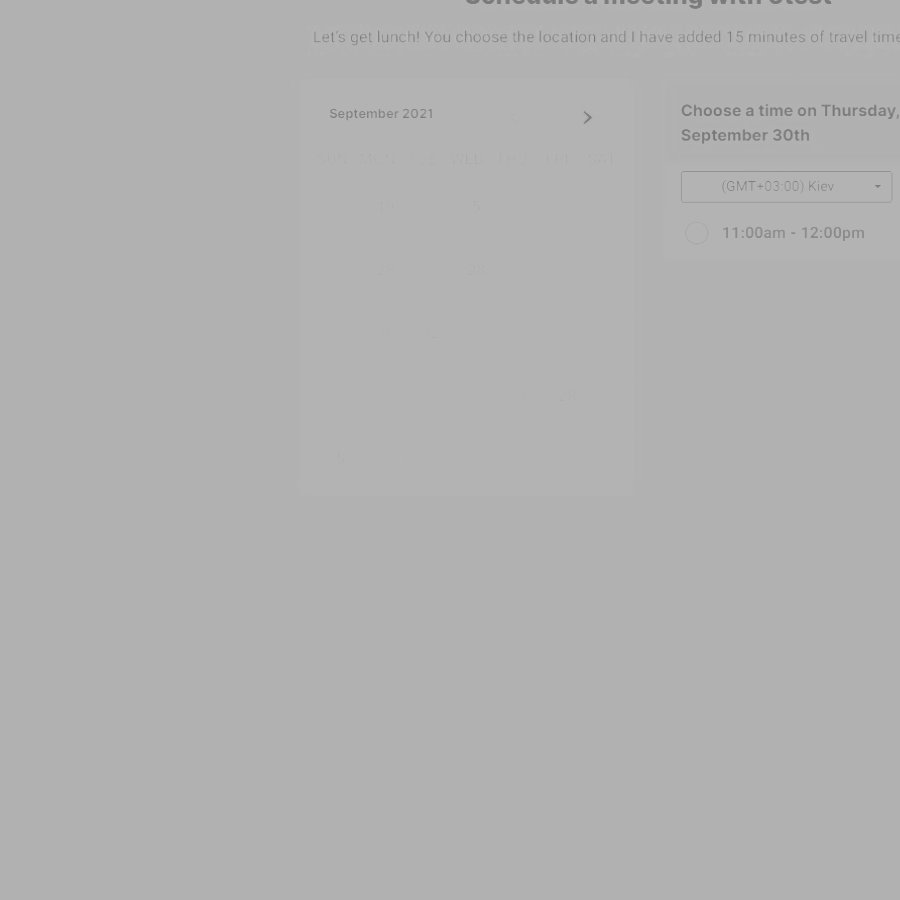 Schedule a meeting with
Let's get lunch! You choose the location and I have added 15 minutes of travel time
September 2021
WED
Choose a time on Thursday,
September 30th
(GMT+03:00) Kiev
11:00am - 12:00pm